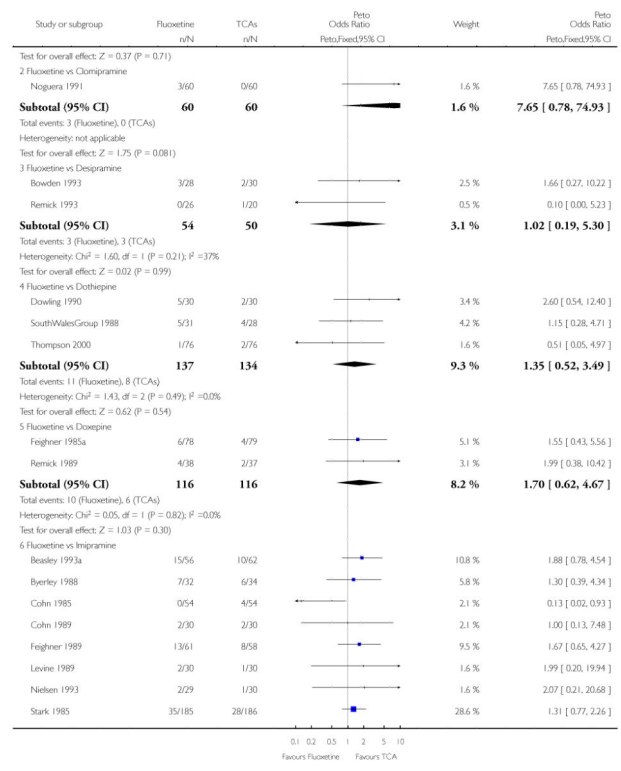 Study or subgroup Fluoxetine TCAs Peto Odds Ratio Weight Peto Odds Ratio
n/N n/N Peto,Fixed,95% CI Peto,Fixed,95% CI
Test for overall effect: Z = 0.37 (P = 0.71)
2 Fluoxetine vs Clomipramine
Noguera 1991 3/60 0/60 1.6 % 7.65 [ 0.78, 74.93 ]
Subtotal (95% CI) 60 60 1.6 % 7.65 [ 0.78, 74.93 ]
Total events: 3 (Fluoxetine), 0 (TCAs)
Heterogeneity: not applicable
Test for overall effect: Z = 1.75 (P = 0.081)
3 Fluoxetine vs Desipramine
Bowden 1993 3/28 2/30 2.5 % 1.66 [ 0.27, 10.22 ]
Remick 1993 0/26 1/20 0.5 % 0.10 [ 0.00, 5.23 ]
Subtotal (95% CI) 54 50 3.1 % 1.02 [ 0.19, 5.30 ]
Total events: 3 (Fluoxetine), 3 (TCAs)
Heterogeneity: Chi² = 1.60, df = 1 (P = 0.21); I² =37%
Test for overall effect: Z = 0.02 (P = 0.99)
4 Fluoxetine vs Dothiepine
Dowling 1990 5/30 2/30 3.4 % 2.60 [ 0.54, 12.40 ]
SouthWalesGroup 1988 5/31 4/28 4.2 % 1.15 [ 0.28, 4.71 ]
Thompson 2000 1/76 2/76 1.6 % 0.51 [ 0.05, 4.97 ]
Subtotal (95% CI) 137 134 9.3 % 1.35 [ 0.52, 3.49 ]
Total events: 11 (Fluoxetine), 8 (TCAs)
Heterogeneity: Chi² = 1.43, df = 2 (P = 0.49); I² =0.0%
Test for overall effect: Z = 0.62 (P = 0.54)
5 Fluoxetine vs Doxepine
Feighner 1985a 6/78 4/79 5.1 % 1.55 [ 0.43, 5.56 ]
Remick 1989 4/38 2/37 3.1 % 1.99 [ 0.38, 10.42 ]
Subtotal (95% CI) 116 116 8.2 % 1.70 [ 0.62, 4.67 ]
Total events: 10 (Fluoxetine), 6 (TCAs)
Heterogeneity: Chi² = 0.05, df = 1 (P = 0.82); I² =0.0%
Test for overall effect: Z = 1.03 (P = 0.30)
6 Fluoxetine vs Imipramine
Beasley 1993a 15/56 10/62 10.8 % 1.88 [ 0.78, 4.54 ]
Byerley 1988 7/32 6/34 5.8 % 1.30 [ 0.39, 4.34 ]
Cohn 1985 0/54 4/54 2.1 % 0.13 [ 0.02, 0.93 ]
Cohn 1989 2/30 2/30 2.1 % 1.00 [ 0.13, 7.48 ]
Feighner 1989 13/61 8/58 9.5 % 1.67 [ 0.65, 4.27 ]
Levine 1989 2/30 1/30 1.6 % 1.99 [ 0.20, 19.94 ]
Nielsen 1993 2/29 1/30 1.6 % 2.07 [ 0.21, 20.68 ]
Stark 1985 35/185 28/186 28.6 % 1.31 [ 0.77, 2.26 ]
0.1 0.2 0.5 1 2 5 10
Favours Fluoxetine Favours TCA